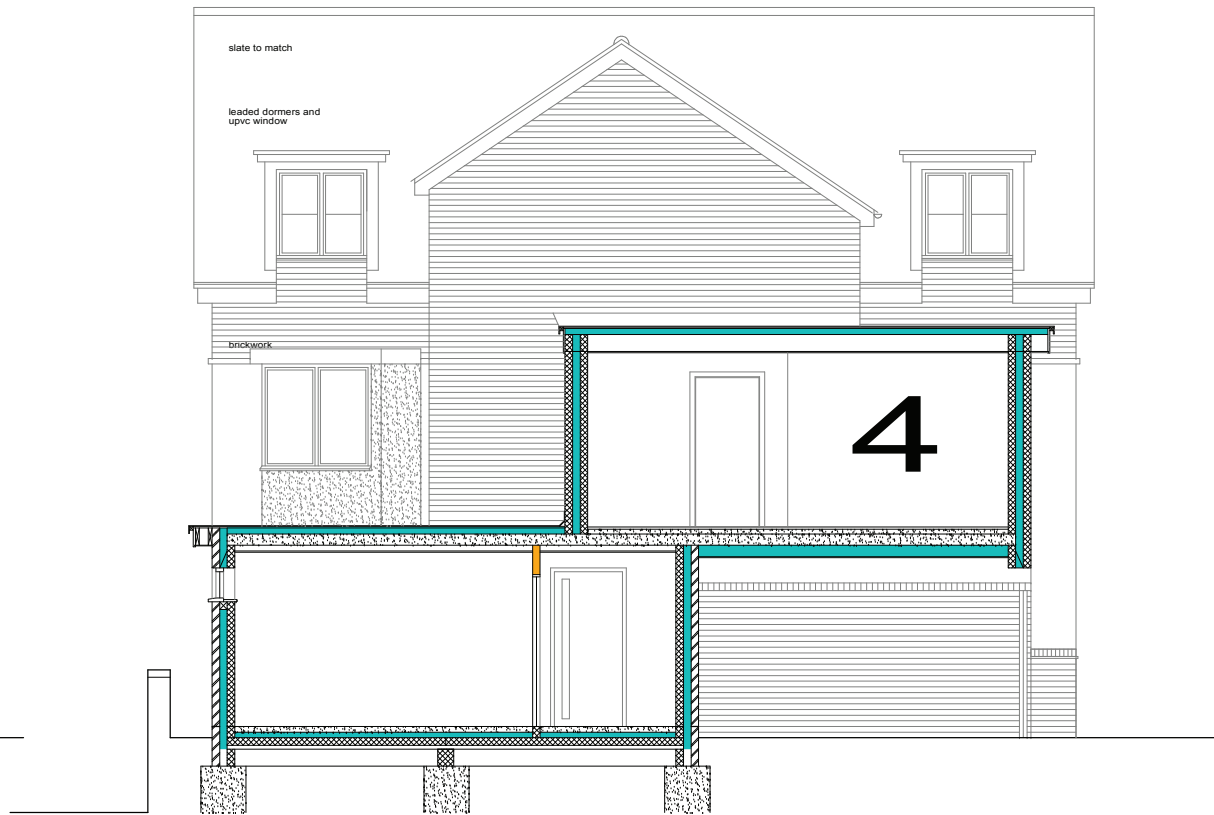 slate to match
leaded dormers and
upvc window
brickwork
4